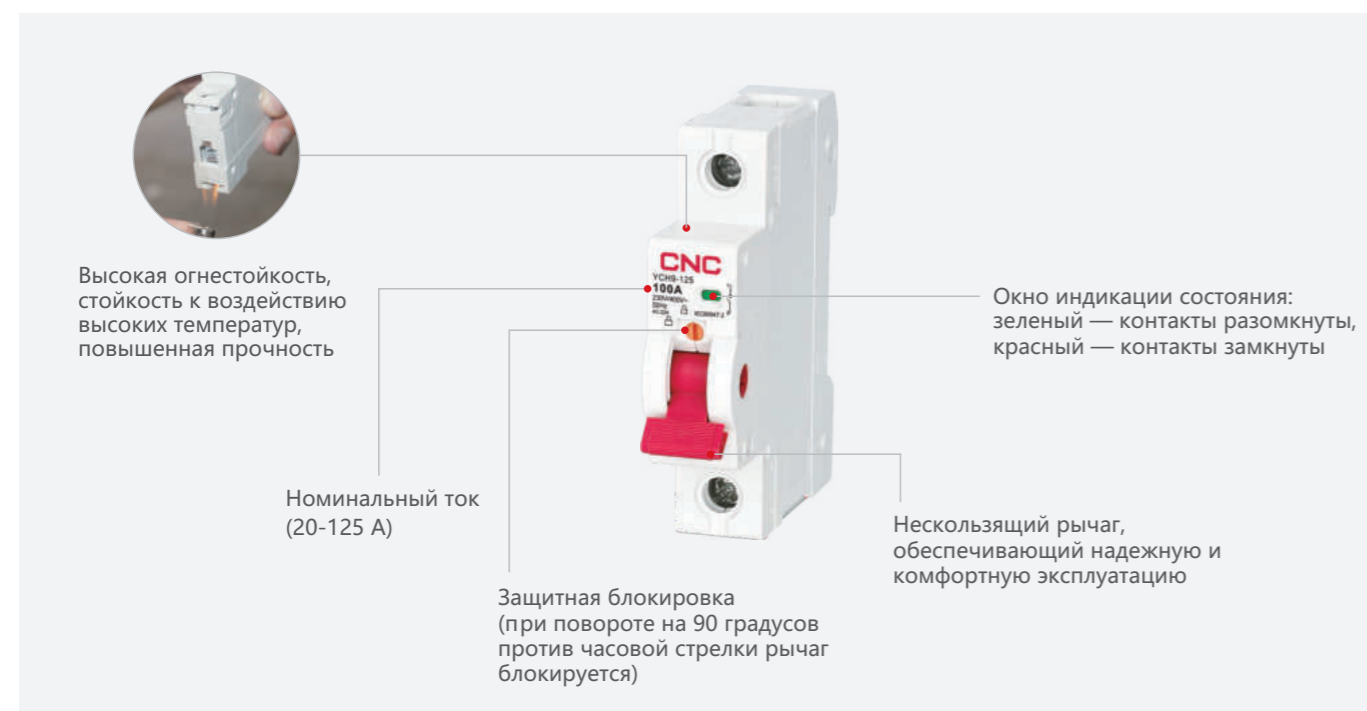 Высокая огнестойкость,
стойкость к воздействию
высоких температур,
повышенная прочность
CNC
YCH9-125
100A
Окно индикации состояния:
зеленый — контакты разомкнуты,
красный — контакты замкнуты
Номинальный ток
(20-125 А)
Нескользящий рычаг,
обеспечивающий надежную и
комфортную эксплуатацию
Защитная блокировка
(при повороте на 90 градусов
против часовой стрелки рычаг
блокируется)